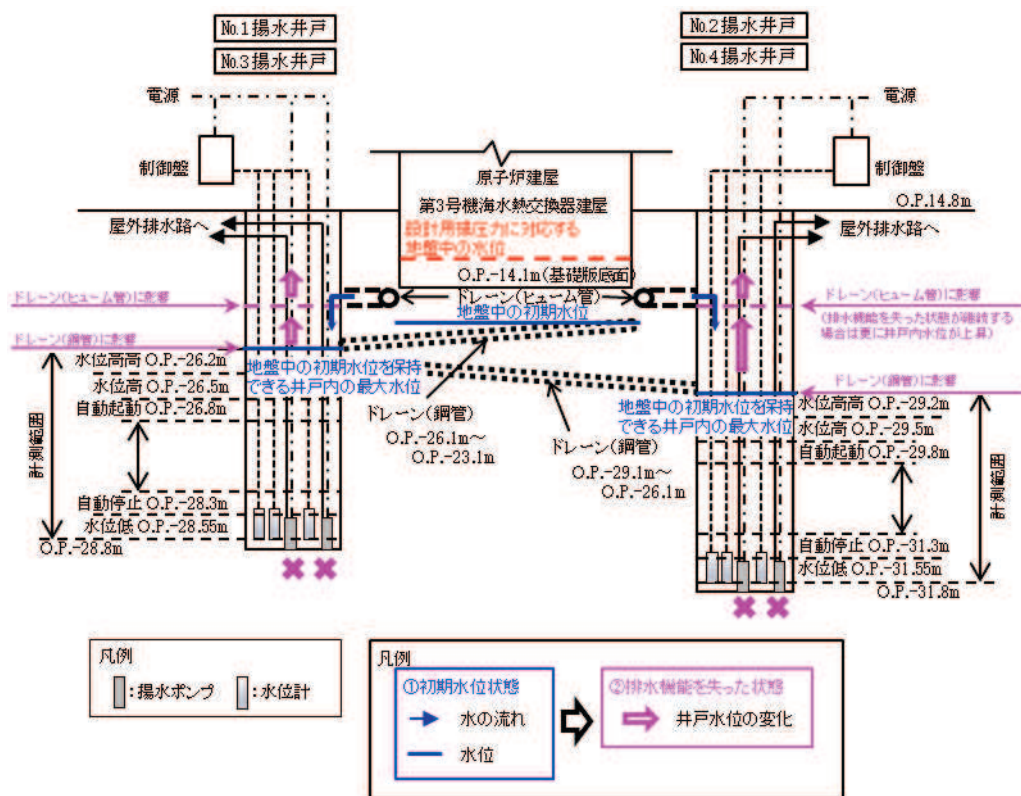 No.1揚水井戸
No.3揚水井戸
No.2揚水井戸
No.4揚水井戸
電源
電源
制御盤
制御盤
原子炉建屋
第3号機海水熱交換器建屋
設計用揚圧力に対応する
地盤中の水位
O.P.-14.1m(基礎版底面)
O.P.14.8m
屋外排水路へ
屋外排水路へ
ドレーン(ヒューム管)に影響
ドレーン(ヒューム管)
地盤中の初期水位
ドレーン(ヒューム管)に影響
(排水機能を失った状態が継続する
場合は更に井戸内水位が上昇)
ドレーン(鋼管)に影響
ドレーン(鋼管)に影響
水位高高 O.P.-26.2m
水位高 O.P.-26.5m
自動起動 O.P.-26.8m
自動停止 O.P.-28.3m
水位低 O.P.-28.55m
O.P.-28.8m
計測範囲
地盤中の初期水位を保持
できる井戸内の最大水位
ドレーン(鋼管)
O.P.-26.1m～
O.P.-23.1m
ドレーン(鋼管)
O.P.-29.1m～
O.P.-26.1m
地盤中の初期水位を保持
できる井戸内の最大水位
水位高高 O.P.-29.2m
水位高 O.P.-29.5m
自動起動 O.P.-29.8m
自動停止 O.P.-31.3m
水位低 O.P.-31.55m
O.P.-31.8m
計測範囲
凡例
:揚水ポンプ :水位計
凡例
①初期水位状態
水の流れ
水位
②排水機能を失った状態
井戸水位の変化